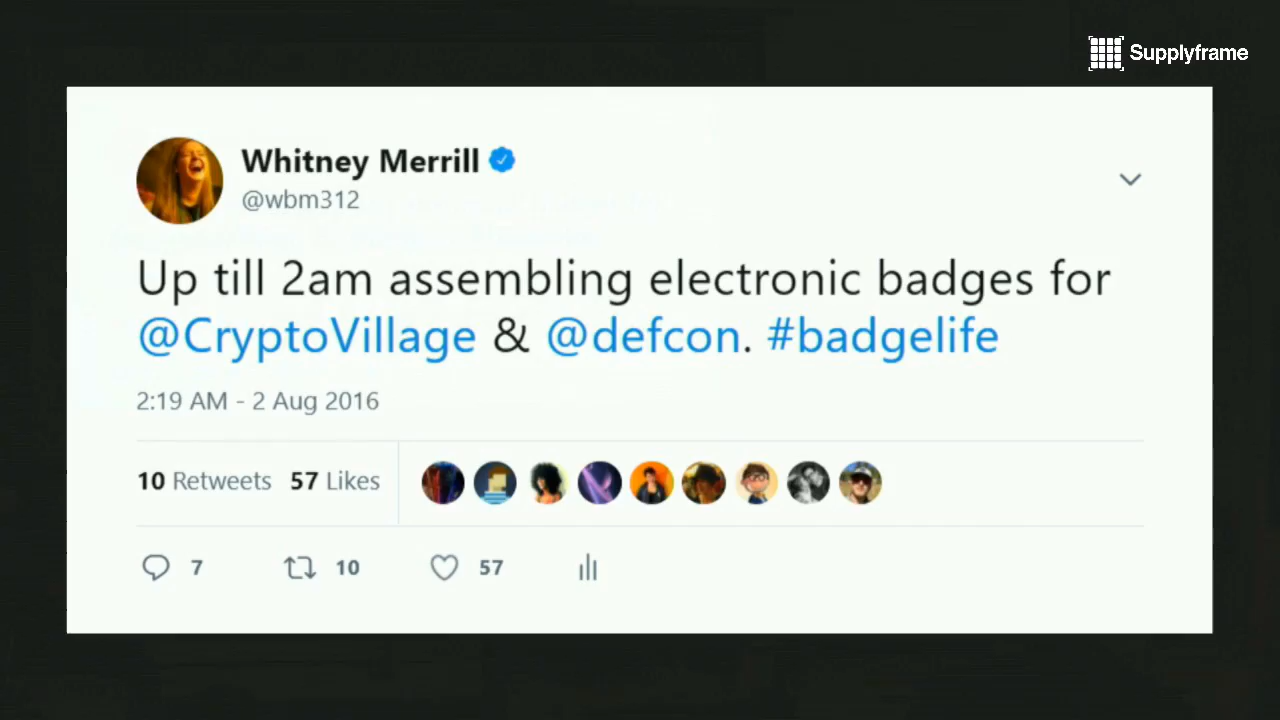 Supplyframe
Whitney Merrill
@wbm312
Up till 2am assembling electronic badges for
@CryptoVillage & @defcon. #badgelife
2:19 AM - 2 Aug 2016
10 Retweets 57 Likes
7 10 57